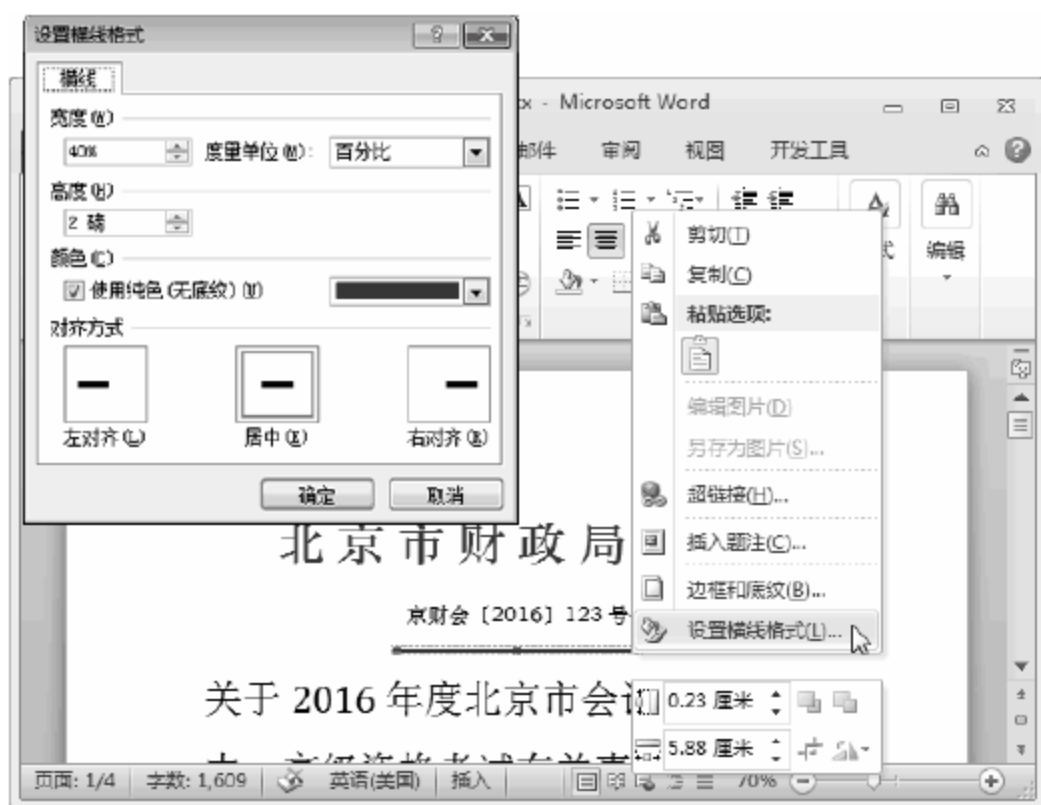 设置横线格式
横线
宽度(W)
40% 度量单位(M): 百分比
高度(H)
2 磅
颜色(C)
使用纯色(无底纹)(U)
对齐方式
左对齐(L) 居中(E) 右对齐(R)
确定 取消
x - Microsoft Word
邮件 审阅 视图 开发工具
编辑
剪切(T)
复制(C)
粘贴选项:
编辑图片(D)
另存为图片(S)...
超链接(H)...
插入题注(C)...
边框和底纹(B)...
设置横线格式(L)...
北京市财政局
京财会〔2016〕123号
关于 2016 年度北京市会
0.23 厘米
5.88 厘米
页面: 1/4 字数: 1,609 英语(美国) 插入 70%